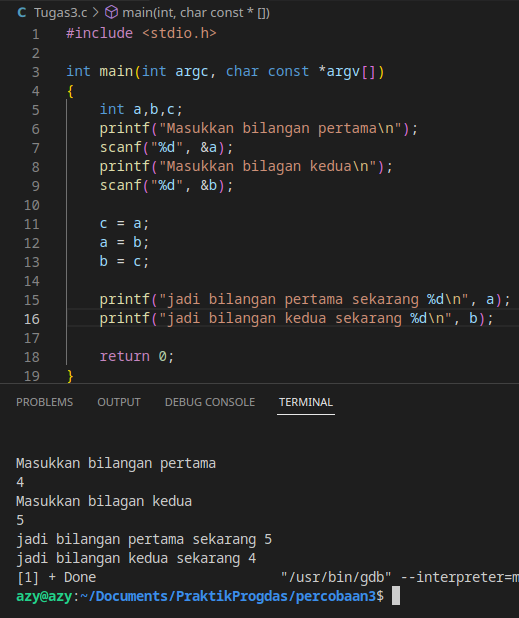 C Tugas3.c > main(int, char const * [])
1 #include <stdio.h>
2
3 int main(int argc, char const *argv[])
4 {
5 int a,b,c;
6 printf("Masukkan bilangan pertama\n");
7 scanf("%d", &a);
8 printf("Masukkan bilagan kedua\n");
9 scanf("%d", &b);
10
11 c = a;
12 a = b;
13 b = c;
14
15 printf("jadi bilangan pertama sekarang %d\n", a);
16 printf("jadi bilangan kedua sekarang %d\n", b);
17
18 return 0;
19 }
PROBLEMS OUTPUT DEBUG CONSOLE TERMINAL
Masukkan bilangan pertama
4
Masukkan bilagan kedua
5
jadi bilangan pertama sekarang 5
jadi bilangan kedua sekarang 4
[1] + Done "/usr/bin/gdb" --interpreter=m
azy@azy:~/Documents/PraktikProgdas/percobaan3$